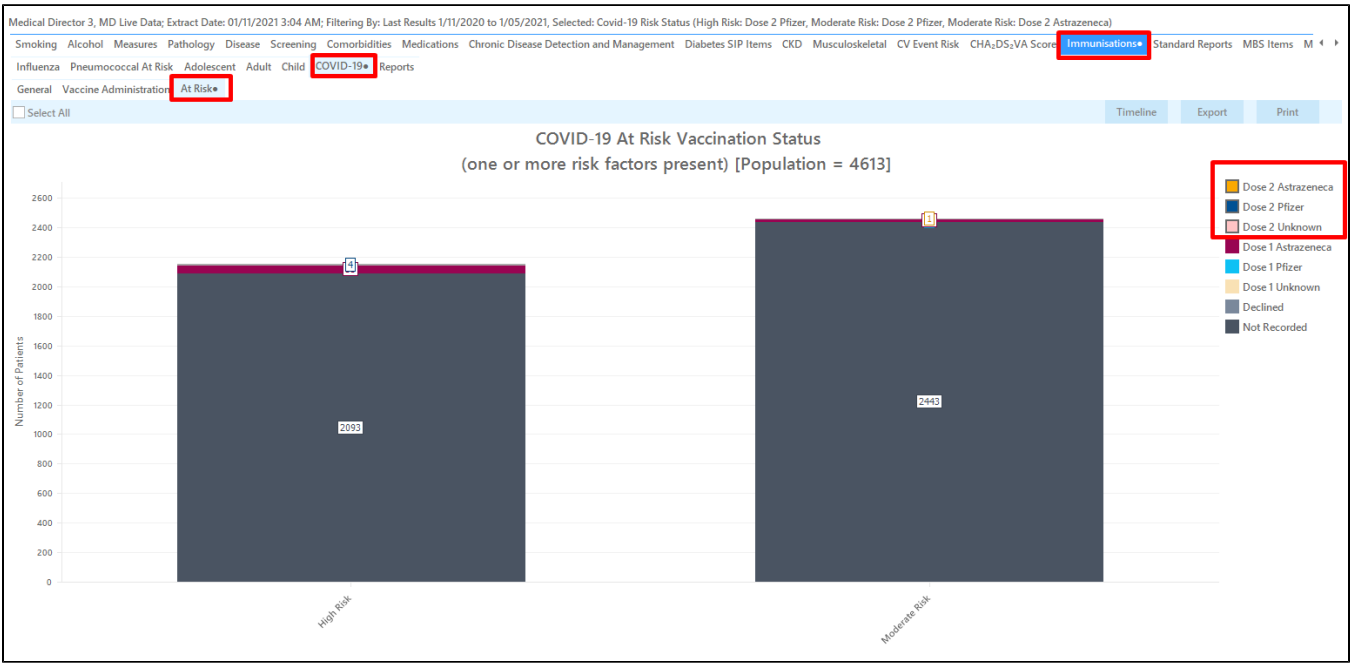 Medical Director 3, MD Live Data; Extract Date: 01/11/2021 3:04 AM; Filtering By: Last Results 1/11/2020 to 1/05/2021, Selected: Covid-19 Risk Status (High Risk: Dose 2 Pfizer, Moderate Risk: Dose 2 Pfizer, Moderate Risk: Dose 2 Astrazeneca)
Smoking Alcohol Measures Pathology Disease Screening Comorbidities Medications Chronic Disease Detection and Management Diabetes SIP Items CKD Musculoskeletal CV Event Risk CHA₂DS₂VA Score Immunisations• Standard Reports MBS Items M
Influenza Pneumococcal At Risk Adolescent Adult Child COVID-19• Reports
General Vaccine Administration At Risk•
Select All Timeline Export Print
COVID-19 At Risk Vaccination Status
(one or more risk factors present) [Population = 4613]
Dose 2 Astrazeneca
Dose 2 Pfizer
Dose 2 Unknown
Dose 1 Astrazeneca
Dose 1 Pfizer
Dose 1 Unknown
Declined
Not Recorded
Number of Patients
2600
2400
2200
2000
1800
1600
1400
1200
1000
800
600
400
200
0
4
2093
1
2443
High Risk
Moderate Risk